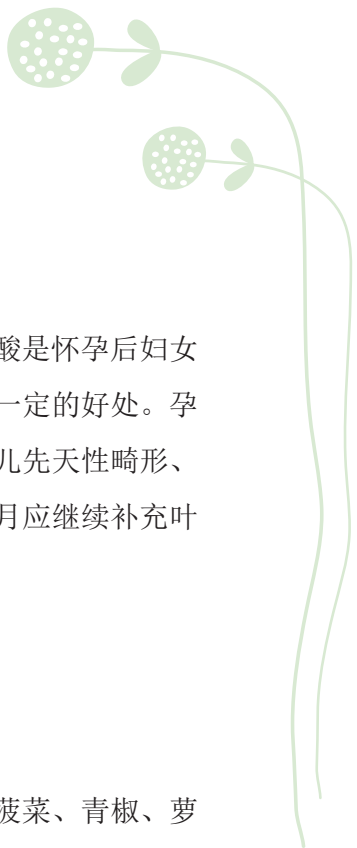 酸是怀孕后妇女
一定的好处。孕
儿先天性畸形、
月应继续补充叶
菠菜、青椒、萝